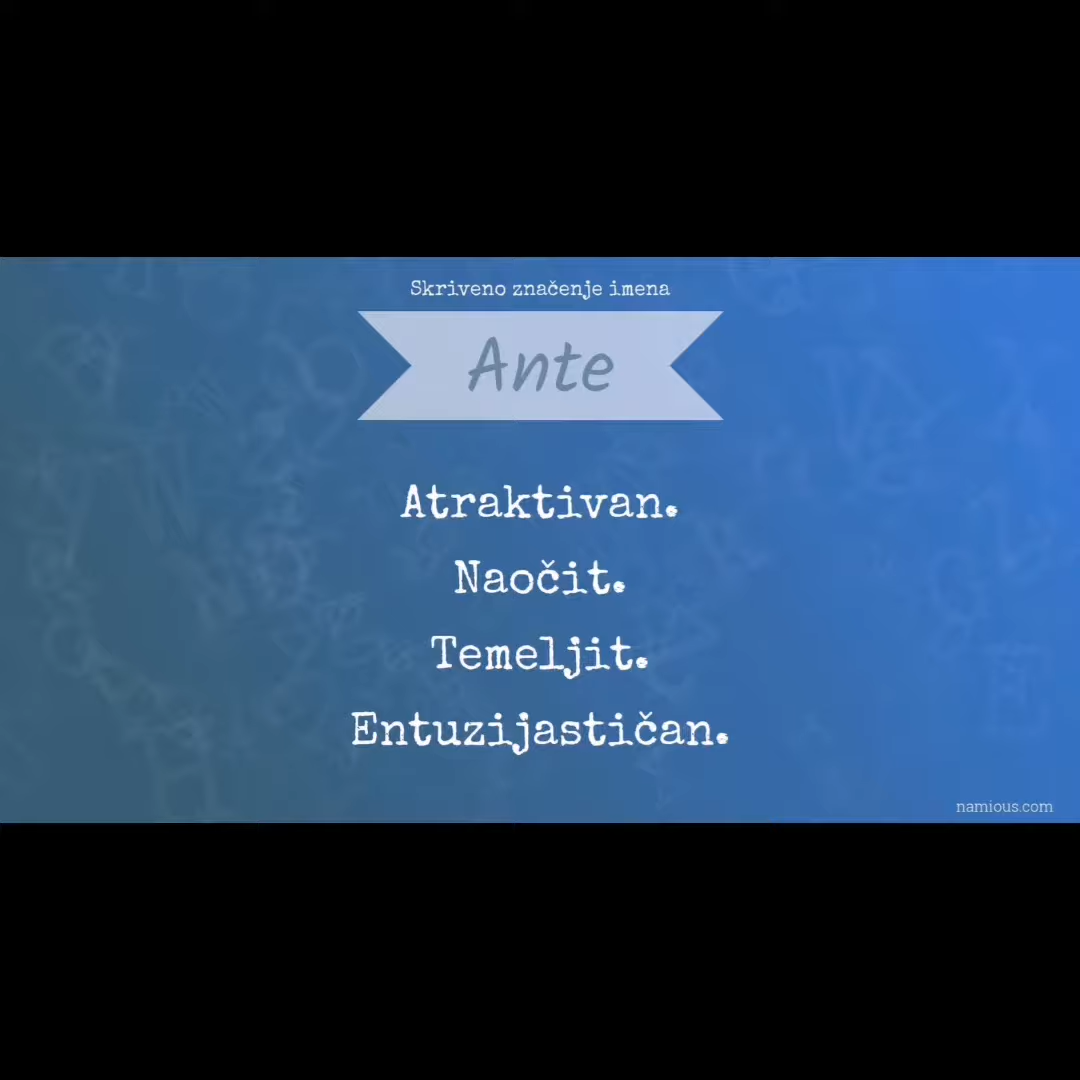 Skriveno značenje imena
Ante
Atraktivan.
Naočit.
Temeljit.
Entuzijastičan.
namious.com